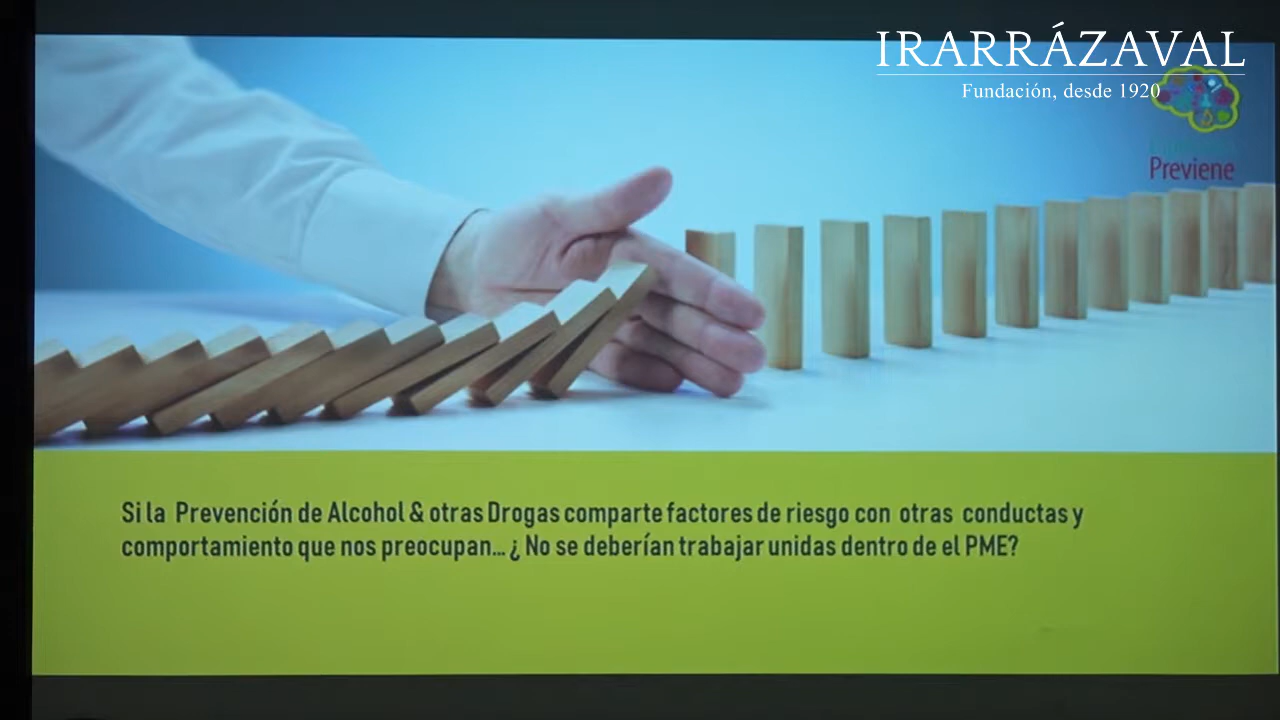 IRARRÁZAVAL
Fundación, desde 1920
Previene
Si la Prevención de Alcohol & otras Drogas comparte factores de riesgo con otras conductas y
comportamiento que nos preocupan... ¿ No se deberían trabajar unidas dentro de el PME?